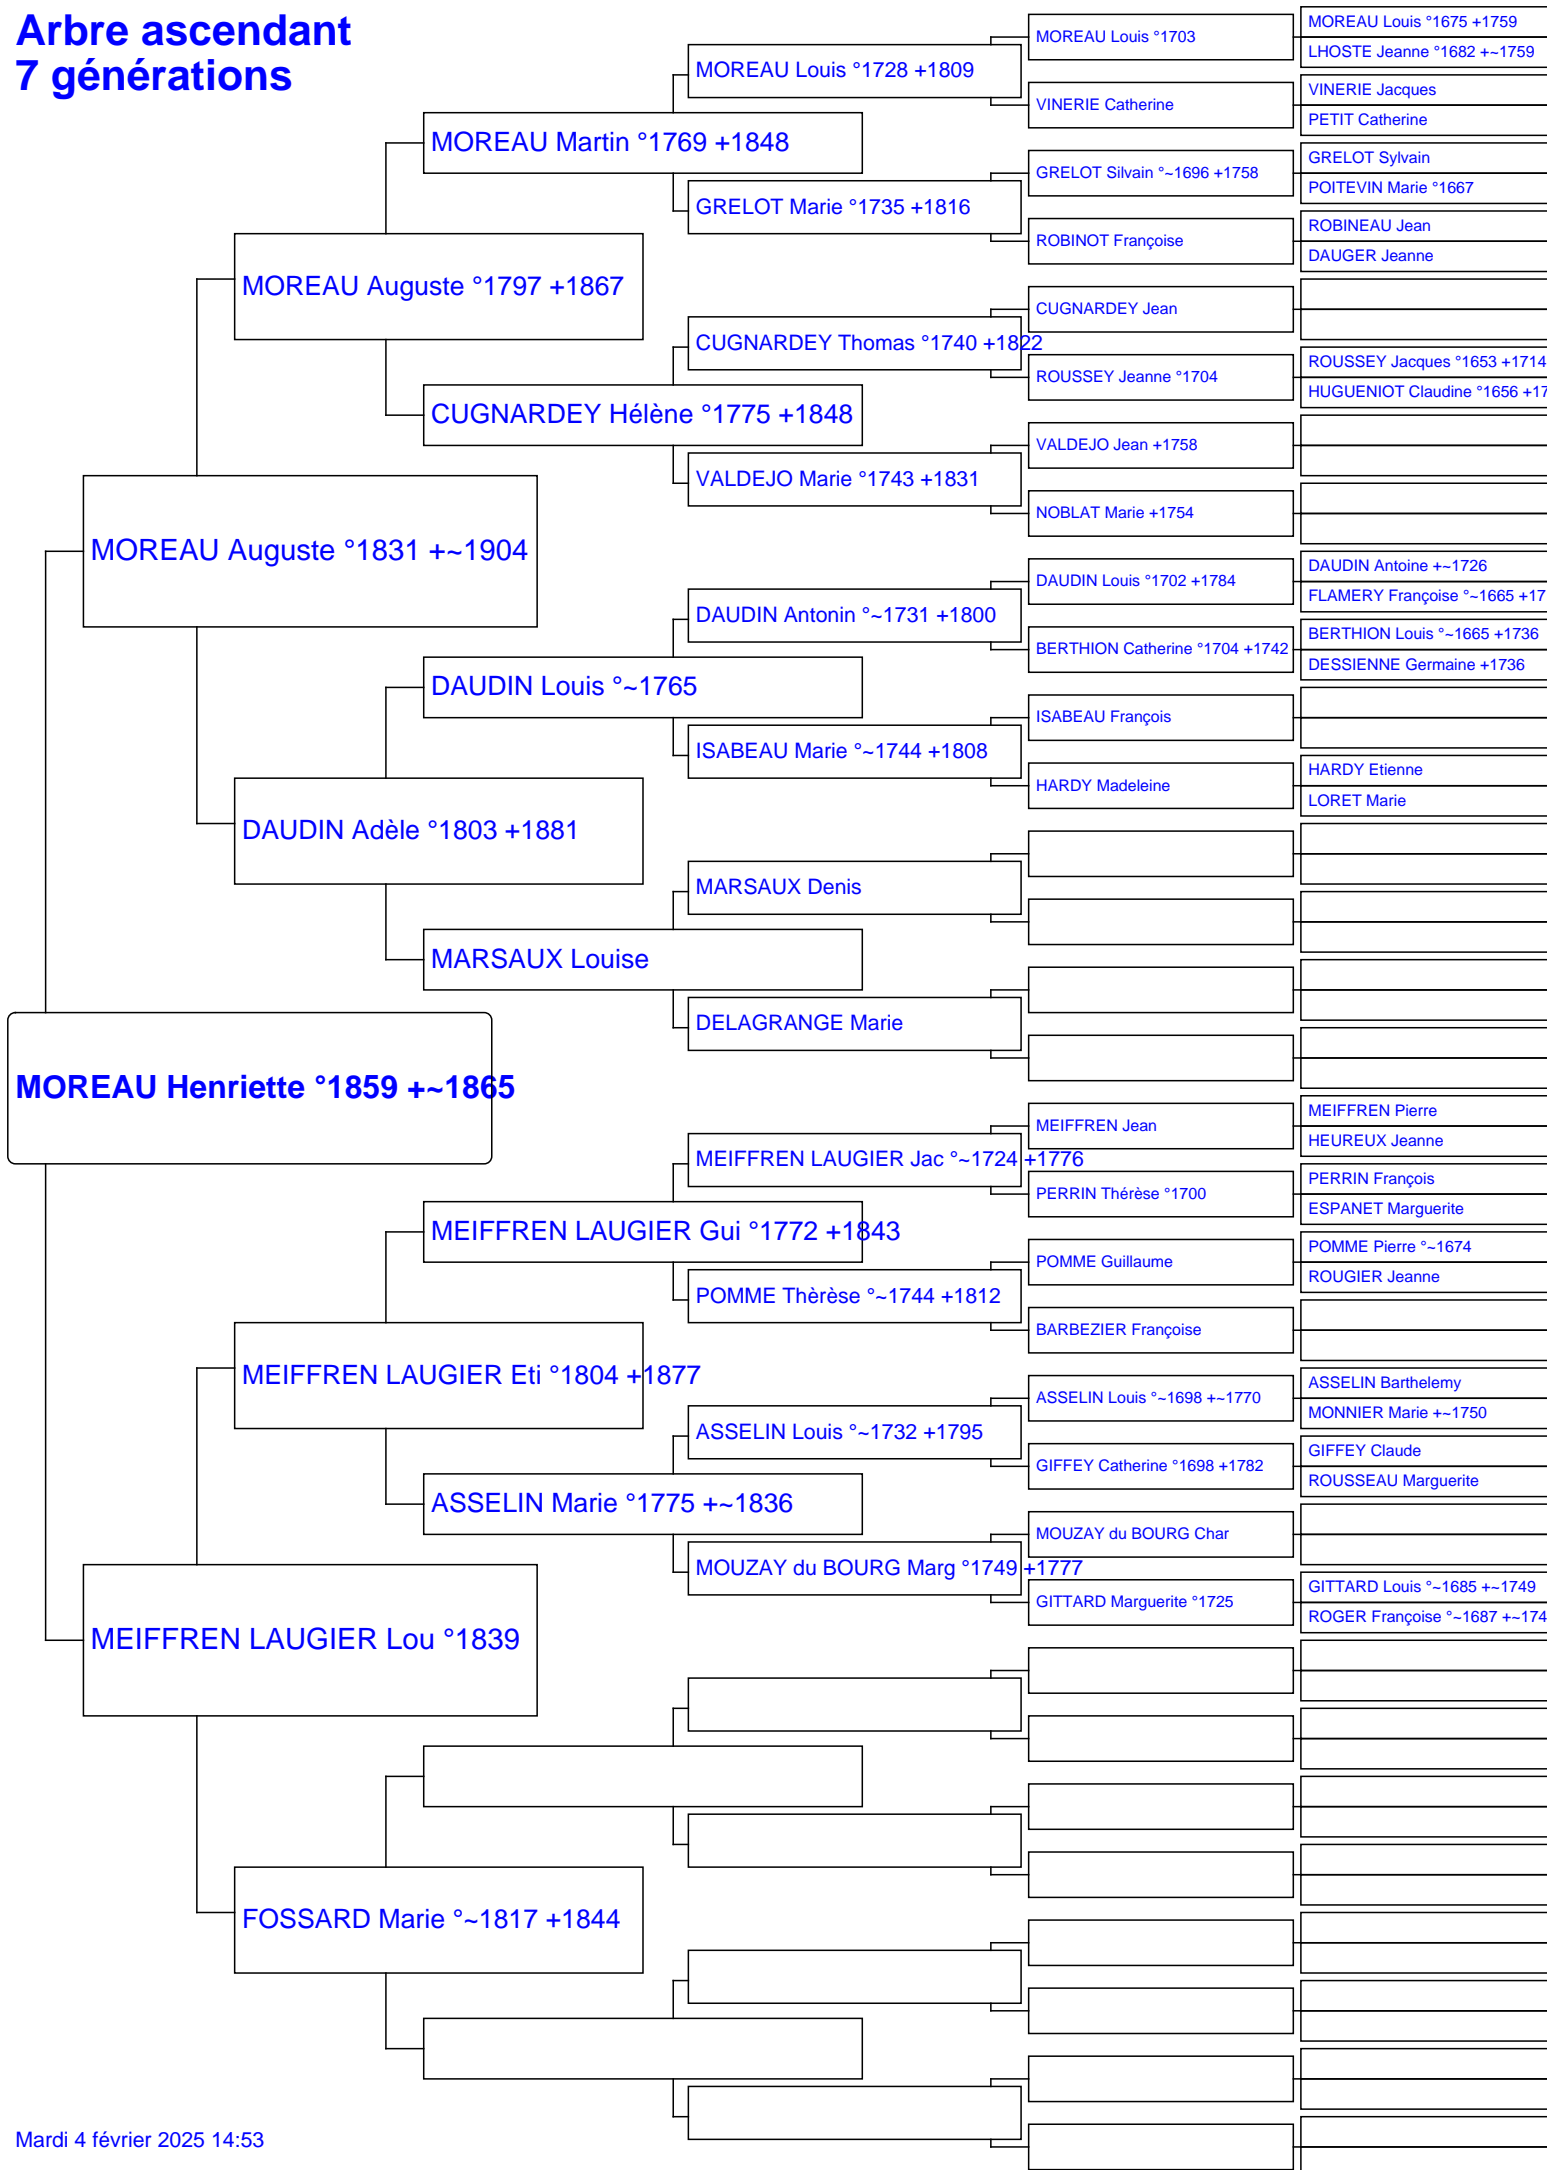 Arbre ascendant
7 générations
MOREAU Henriette °1859 +~1865
MOREAU Auguste °1831 +~1904
MEIFFREN LAUGIER Lou °1839
MOREAU Auguste °1797 +1867
DAUDIN Adèle °1803 +1881
MEIFFREN LAUGIER Eti °1804 +1877
FOSSARD Marie °~1817 +1844
MOREAU Martin °1769 +1848
CUGNARDEY Hélène °1775 +1848
DAUDIN Louis °~1765
MARSAUX Louise
MEIFFREN LAUGIER Gui °1772 +1843
ASSELIN Marie °1775 +~1836
MOREAU Louis °1728 +1809
GRELOT Marie °1735 +1816
CUGNARDEY Thomas °1740 +1822
VALDEJO Marie °1743 +1831
DAUDIN Antonin °~1731 +1800
ISABEAU Marie °~1744 +1808
MARSAUX Denis
DELAGRANGE Marie
MEIFFREN LAUGIER Jac °~1724 +1776
POMME Thèrèse °~1744 +1812
ASSELIN Louis °~1732 +1795
MOUZAY du BOURG Marg °1749 +1777
MOREAU Louis °1703
VINERIE Catherine
GRELOT Silvain °~1696 +1758
ROBINOT Françoise
CUGNARDEY Jean
ROUSSEY Jeanne °1704
VALDEJO Jean +1758
NOBLAT Marie +1754
DAUDIN Louis °1702 +1784
BERTHION Catherine °1704 +1742
ISABEAU François
HARDY Madeleine
MEIFFREN Jean
PERRIN Thérèse °1700
POMME Guillaume
BARBEZIER Françoise
ASSELIN Louis °~1698 +~1770
GIFFEY Catherine °1698 +1782
MOUZAY du BOURG Char
GITTARD Marguerite °1725
MOREAU Louis °1675 +1759
LHOSTE Jeanne °1682 +~1759
VINERIE Jacques
PETIT Catherine
GRELOT Sylvain
POITEVIN Marie °1667
ROBINEAU Jean
DAUGER Jeanne
ROUSSEY Jacques °1653 +1714
HUGUENIOT Claudine °1656 +17
DAUDIN Antoine +~1726
FLAMERY Françoise °~1665 +17
BERTHION Louis °~1665 +1736
DESSIENNE Germaine +1736
HARDY Etienne
LORET Marie
MEIFFREN Pierre
HEUREUX Jeanne
PERRIN François
ESPANET Marguerite
POMME Pierre °~1674
ROUGIER Jeanne
ASSELIN Barthelemy
MONNIER Marie +~1750
GIFFEY Claude
ROUSSEAU Marguerite
GITTARD Louis °~1685 +~1749
ROGER Françoise °~1687 +~174
Mardi 4 février 2025 14:53